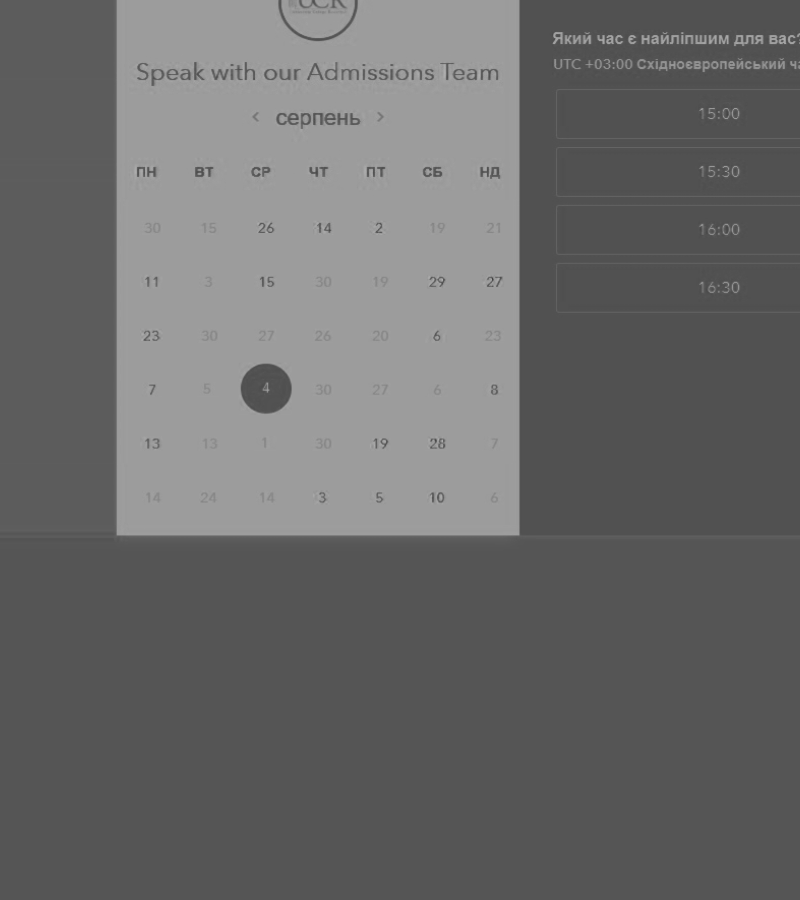 UCR
Speak with our Admissions Team
‹ серпень ›
ПН ВТ СР ЧТ ПТ СБ НД
30 15 26 14 2 19 21
11 3 15 30 19 29 27
23 30 27 26 20 6 23
7 5 4 30 27 6 8
13 13 1 30 19 28 7
14 24 14 3 5 10 6
Який час є найліпшим для вас?
UTC +03:00 Східноєвропейський ча
15:00
15:30
16:00
16:30